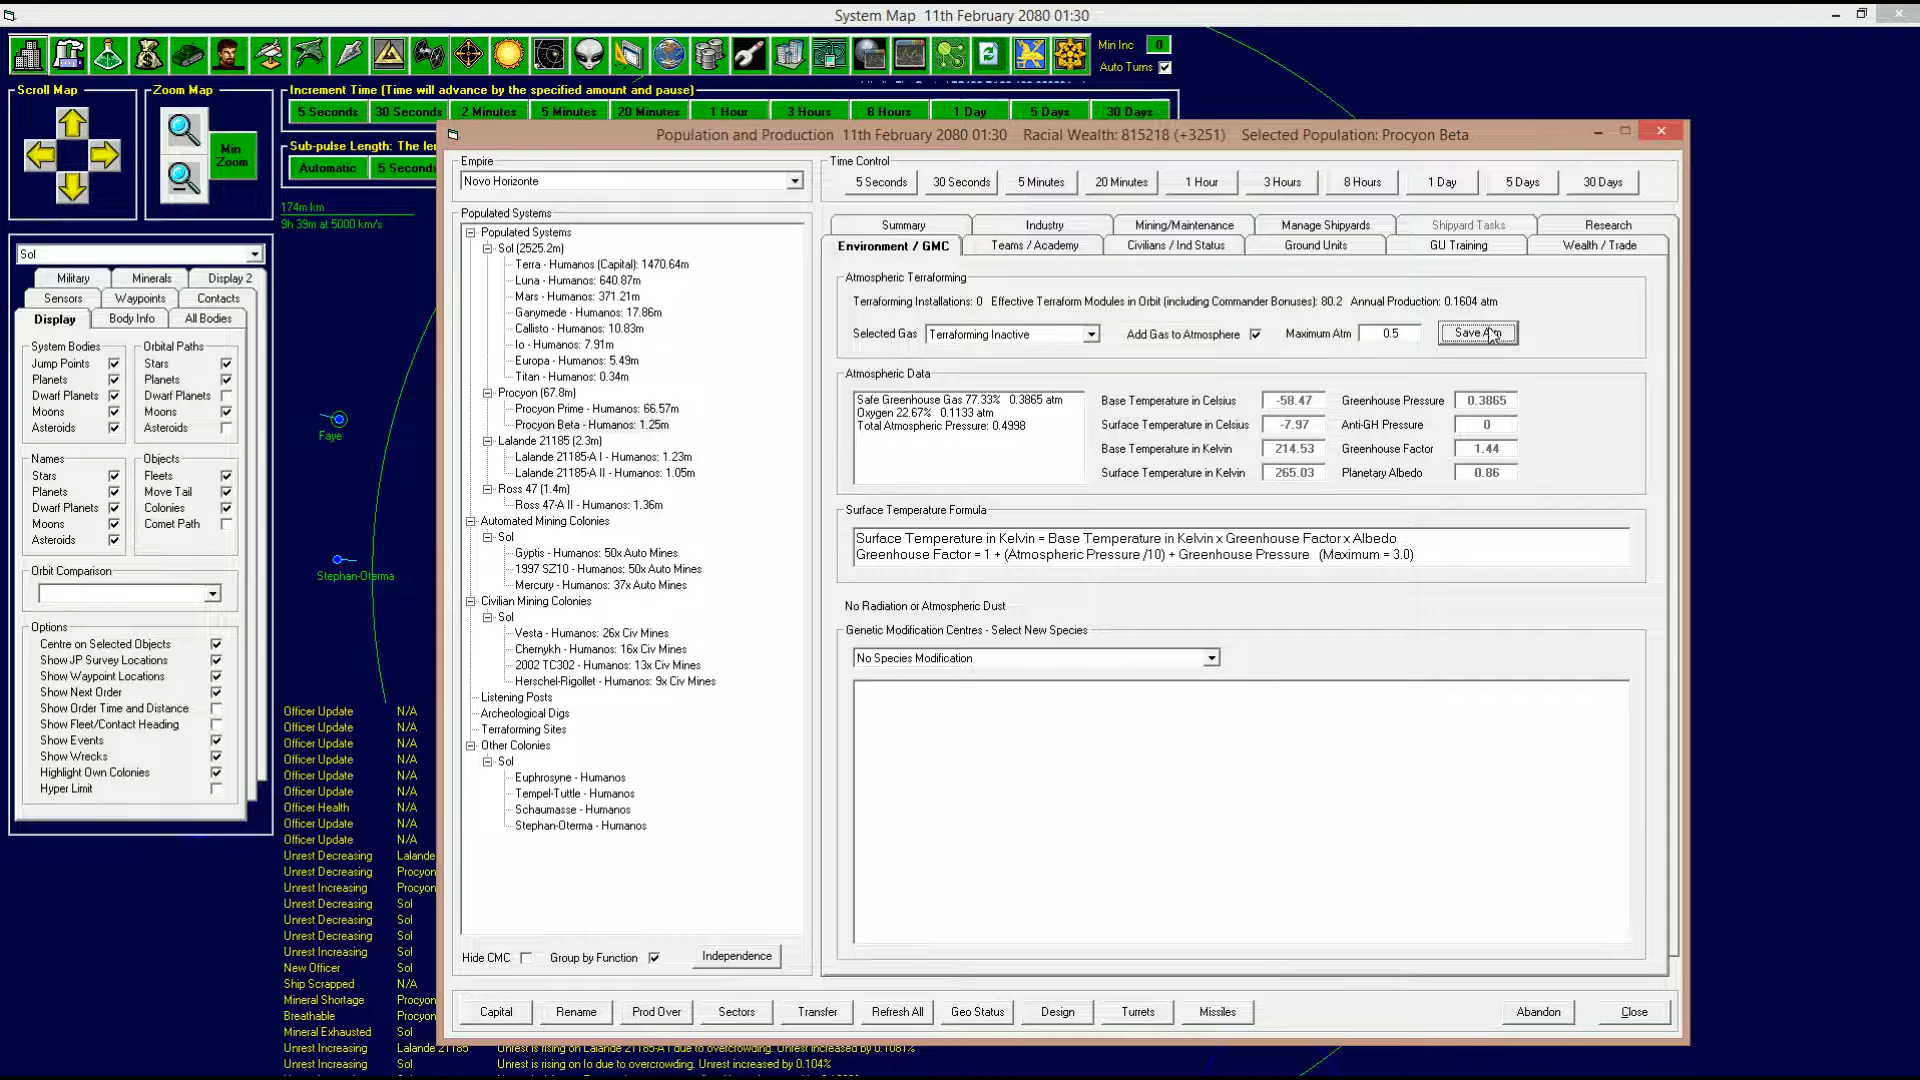 System Map 11th February 2080 01:30
Min Inc 0
Auto Turns
Scroll Map
Zoom Map
Min Zoom
Increment Time (Time will advance by the specified amount and pause)
5 Seconds 30 Seconds 2 Minutes 5 Minutes 20 Minutes 1 Hour 3 Hours 8 Hours 1 Day 5 Days 30 Days
Sub-pulse Length: The le
Automatic 5 Second
174m km
9h 39m at 5000 km/s
Sol
Military Minerals Display 2
Sensors Waypoints Contacts
Display Body Info All Bodies
System Bodies
Jump Points
Planets
Dwarf Planets
Moons
Asteroids
Orbital Paths
Stars
Planets
Dwarf Planets
Moons
Asteroids
Names
Stars
Planets
Dwarf Planets
Moons
Asteroids
Objects
Fleets
Move Tail
Colonies
Comet Path
Orbit Comparison
Options
Centre on Selected Objects
Show JP Survey Locations
Show Waypoint Locations
Show Next Order
Show Order Time and Distance
Show Fleet/Contact Heading
Show Events
Show Wrecks
Highlight Own Colonies
Hyper Limit
Faye
Stephan-Oterma
Officer Update N/A
Officer Update N/A
Officer Update N/A
Officer Update N/A
Officer Update N/A
Officer Update N/A
Officer Health N/A
Officer Update N/A
Officer Update N/A
Unrest Decreasing Lalande
Unrest Decreasing Procyon
Unrest Increasing Procyon
Unrest Decreasing Sol
Unrest Decreasing Sol
Unrest Decreasing Sol
Unrest Increasing Sol
New Officer Sol
Ship Scrapped N/A
Mineral Shortage Procyon
Breathable Procyon
Mineral Exhausted Sol
Unrest Increasing Lalande 21185 Unrest is rising on Lalande 21185-A I due to overcrowding. Unrest increased by 0.1081%
Unrest Increasing Sol Unrest is rising on Io due to overcrowding. Unrest increased by 0.104%
Population and Production 11th February 2080 01:30 Racial Wealth: 815218 (+3251) Selected Population: Procyon Beta
Empire
Novo Horizonte
Populated Systems
Populated Systems
Sol (2525.2m)
Terra - Humanos (Capital): 1470.64m
Luna - Humanos: 640.87m
Mars - Humanos: 371.21m
Ganymede - Humanos: 17.86m
Callisto - Humanos: 10.83m
Io - Humanos: 7.91m
Europa - Humanos: 5.49m
Titan - Humanos: 0.34m
Procyon (67.8m)
Procyon Prime - Humanos: 66.57m
Procyon Beta - Humanos: 1.25m
Lalande 21185 (2.3m)
Lalande 21185-A I - Humanos: 1.23m
Lalande 21185-A II - Humanos: 1.05m
Ross 47 (1.4m)
Ross 47-A II - Humanos: 1.36m
Automated Mining Colonies
Sol
Gyptis - Humanos: 50x Auto Mines
1997 SZ10 - Humanos: 50x Auto Mines
Mercury - Humanos: 37x Auto Mines
Civilian Mining Colonies
Sol
Vesta - Humanos: 26x Civ Mines
Chernykh - Humanos: 16x Civ Mines
2002 TC302 - Humanos: 13x Civ Mines
Herschel-Rigollet - Humanos: 9x Civ Mines
Listening Posts
Archeological Digs
Terraforming Sites
Other Colonies
Sol
Euphrosyne - Humanos
Tempel-Tuttle - Humanos
Schaumasse - Humanos
Stephan-Oterma - Humanos
Hide CMC Group by Function Independence
Time Control
5 Seconds 30 Seconds 5 Minutes 20 Minutes 1 Hour 3 Hours 8 Hours 1 Day 5 Days 30 Days
Summary Industry Mining/Maintenance Manage Shipyards Shipyard Tasks Research
Environment / GMC Teams / Academy Civilians / Ind Status Ground Units GU Training Wealth / Trade
Atmospheric Terraforming
Terraforming Installations: 0 Effective Terraform Modules in Orbit (including Commander Bonuses): 80.2 Annual Production: 0.1604 atm
Selected Gas Terraforming Inactive Add Gas to Atmosphere Maximum Atm 0.5 Save Atm
Atmospheric Data
Safe Greenhouse Gas 77.33% 0.3865 atm
Oxygen 22.67% 0.1133 atm
Total Atmospheric Pressure: 0.4998
Base Temperature in Celsius -58.47 Greenhouse Pressure 0.3865
Surface Temperature in Celsius -7.97 Anti-GH Pressure 0
Base Temperature in Kelvin 214.53 Greenhouse Factor 1.44
Surface Temperature in Kelvin 265.03 Planetary Albedo 0.86
Surface Temperature Formula
Surface Temperature in Kelvin = Base Temperature in Kelvin x Greenhouse Factor x Albedo
Greenhouse Factor = 1 + (Atmospheric Pressure /10) + Greenhouse Pressure (Maximum = 3.0)
No Radiation or Atmospheric Dust
Genetic Modification Centres - Select New Species
No Species Modification
Capital Rename Prod Over Sectors Transfer Refresh All Geo Status Design Turrets Missiles Abandon Close